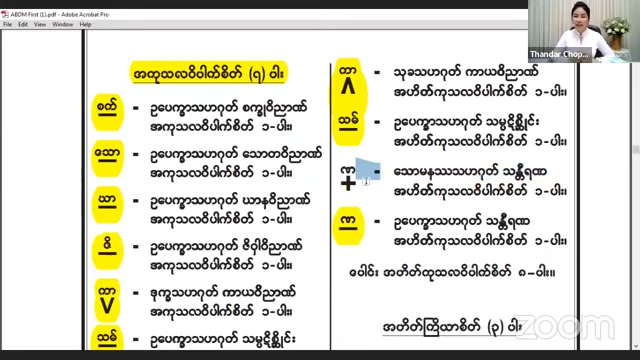 ABDM First (L).pdf - Adobe Acrobat Pro
File Edit View Window Help
အကုသလဝိပါက်စိတ် (၇) ပါး
စက် = ဥပေက္ခာသဟဂုတ် စက္ခုဝိညာဏ်
အကုသလဝိပါက်စိတ် ၁-ပါး၊
သော = ဥပေက္ခာသဟဂုတ် သောတဝိညာဏ်
အကုသလဝိပါက်စိတ် ၁-ပါး၊
ဃာ = ဥပေက္ခာသဟဂုတ် ဃာနဝိညာဏ်
အကုသလဝိပါက်စိတ် ၁-ပါး၊
ဇိ = ဥပေက္ခာသဟဂုတ် ဇိဝှါဝိညာဏ်
အကုသလဝိပါက်စိတ် ၁-ပါး၊
ကာ = ဒုက္ခသဟဂုတ် ကာယဝိညာဏ်
အကုသလဝိပါက်စိတ် ၁-ပါး၊
သမ် = ဥပေက္ခာသဟဂုတ် သမ္ပဋိစ္ဆိုင်း
ကာ = သုခသဟဂုတ် ကာယဝိညာဏ်
အဟိတ်ကုသလဝိပါက်စိတ် ၁-ပါး၊
သမ် = ဥပေက္ခာသဟဂုတ် သမ္ပဋိစ္ဆိုင်း
အဟိတ်ကုသလဝိပါက်စိတ် ၁-ပါး၊
ဏ + = သောမနဿသဟဂုတ် သန္တီရဏ
အဟိတ်ကုသလဝိပါက်စိတ် ၁-ပါး၊
ဏ = ဥပေက္ခာသဟဂုတ် သန္တီရဏ
အဟိတ်ကုသလဝိပါက်စိတ် ၁-ပါး၊
ပေါင်း အဟိတ်ကုသလဝိပါက်စိတ် ၈-ပါး။
အဟိတ်ကြိယာစိတ် (၃) ပါး
Thandar Chop...
zoom